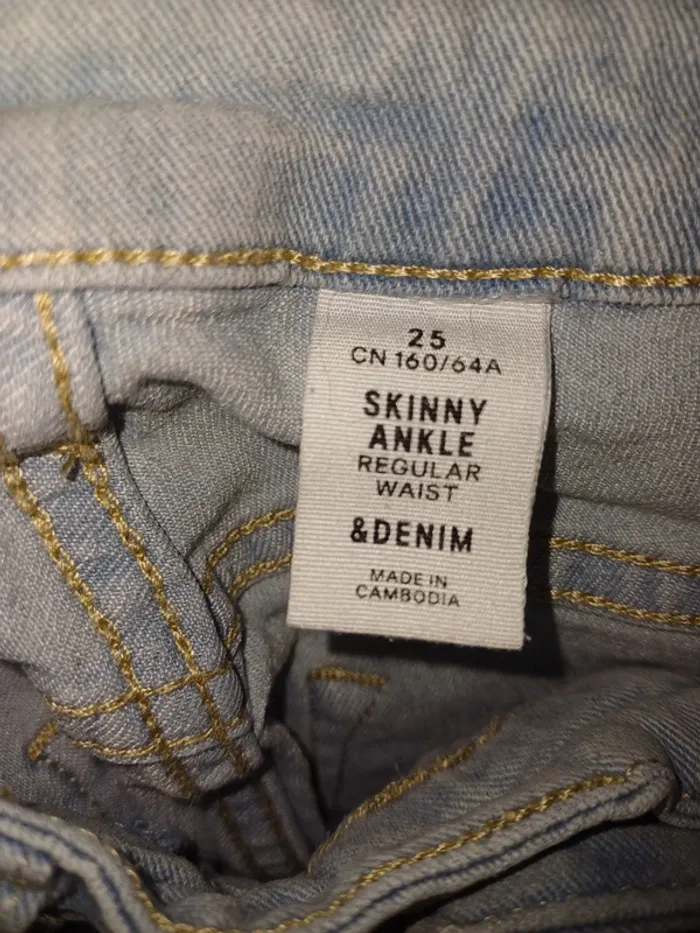 25
CN 160/64A
SKINNY
ANKLE
REGULAR
WAIST
&DENIM
MADE IN
CAMBODIA